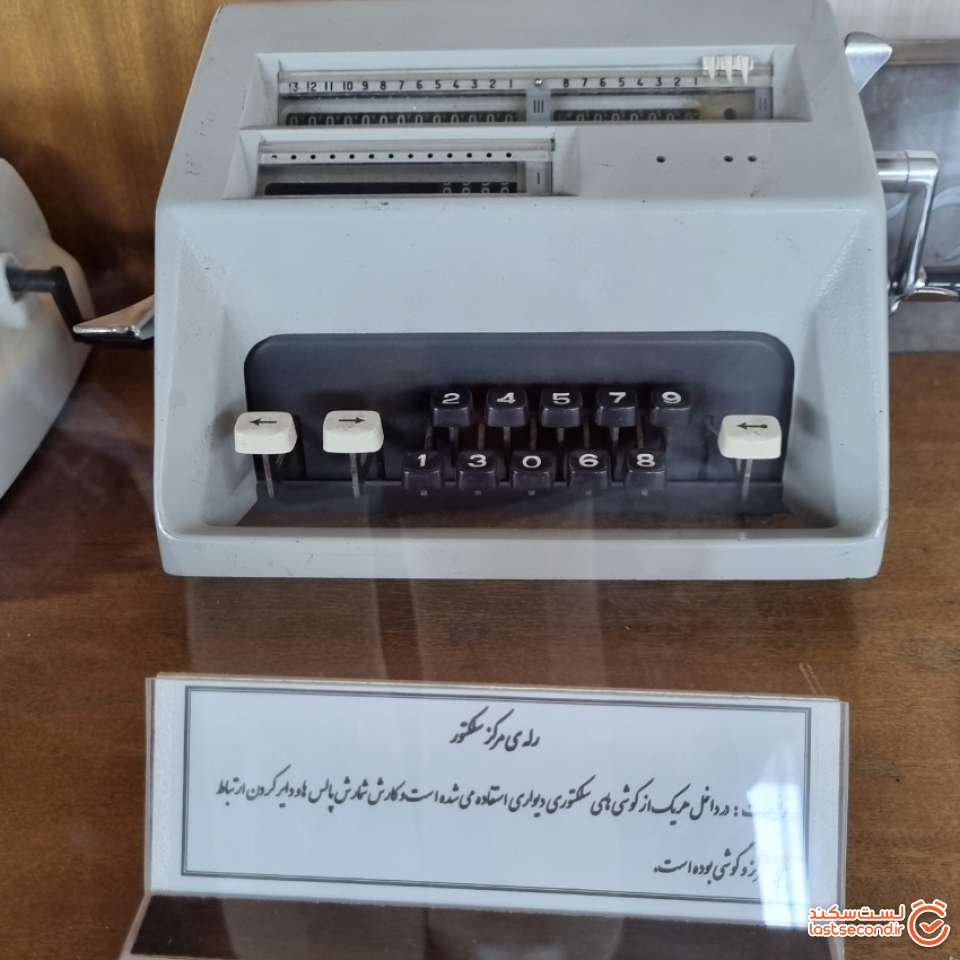 13 12 11 10 9 8 7 6 5 4 3 2 1 8 7 6 5 4 3 2 1
III II
I
← → 2 4 5 7 9 ←
1 3 0 6 8
رله ی مرکز سلکتور
: در داخل هریک از گوشی های سلکتوری دیواری استفاده می شده است و کارش شمارش پالس ها و دایر کردن ارتباط
و گوشی بوده است.
لست‌سکند
lastsecond.ir